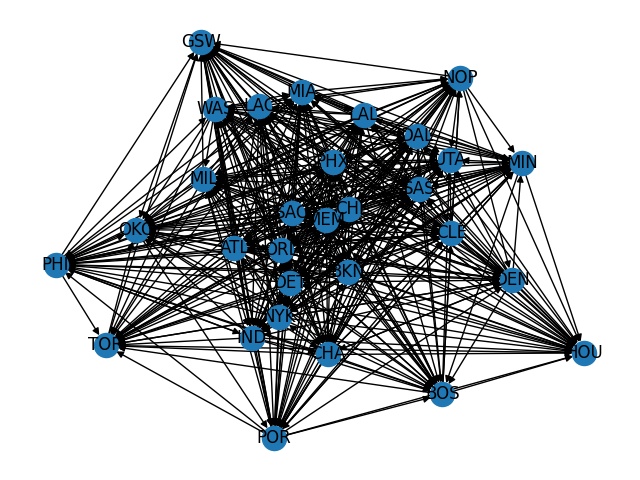 GSW
NOP
MIA
WAS
LAC
LAL
DAL
UTA
MIN
PHX
MIL
SAS
SAC
CHI
MEM
OKC
CLE
ATL
ORL
PHI
BKN
DET
DEN
NYK
IND
TOR
CHA
HOU
BOS
POR